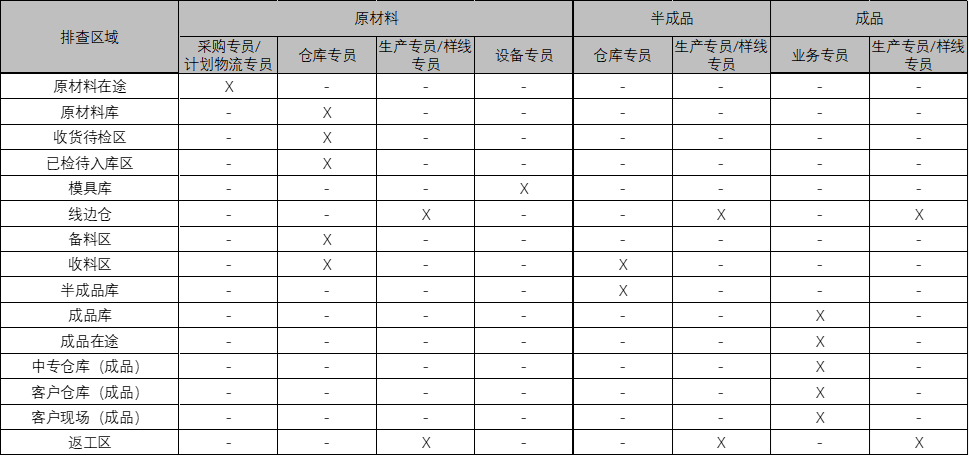 排查区域 原材料 半成品 成品
采购专员/
计划物流专员 仓库专员 生产专员/样线
专员 设备专员 仓库专员 生产专员/样线
专员 业务专员 生产专员/样线
专员
原材料在途 X - - - - - - -
原材料库 - X - - - - - -
收货待检区 - X - - - - - -
已检待入库区 - X - - - - - -
模具库 - - - X - - - -
线边仓 - - X - - X - X
备料区 - X - - - - - -
收料区 - X - - X - - -
半成品库 - - - - X - - -
成品库 - - - - - - X -
成品在途 - - - - - - X -
中专仓库（成品） - - - - - - X -
客户仓库（成品） - - - - - - X -
客户现场（成品） - - - - - - X -
返工区 - - X - - X - X